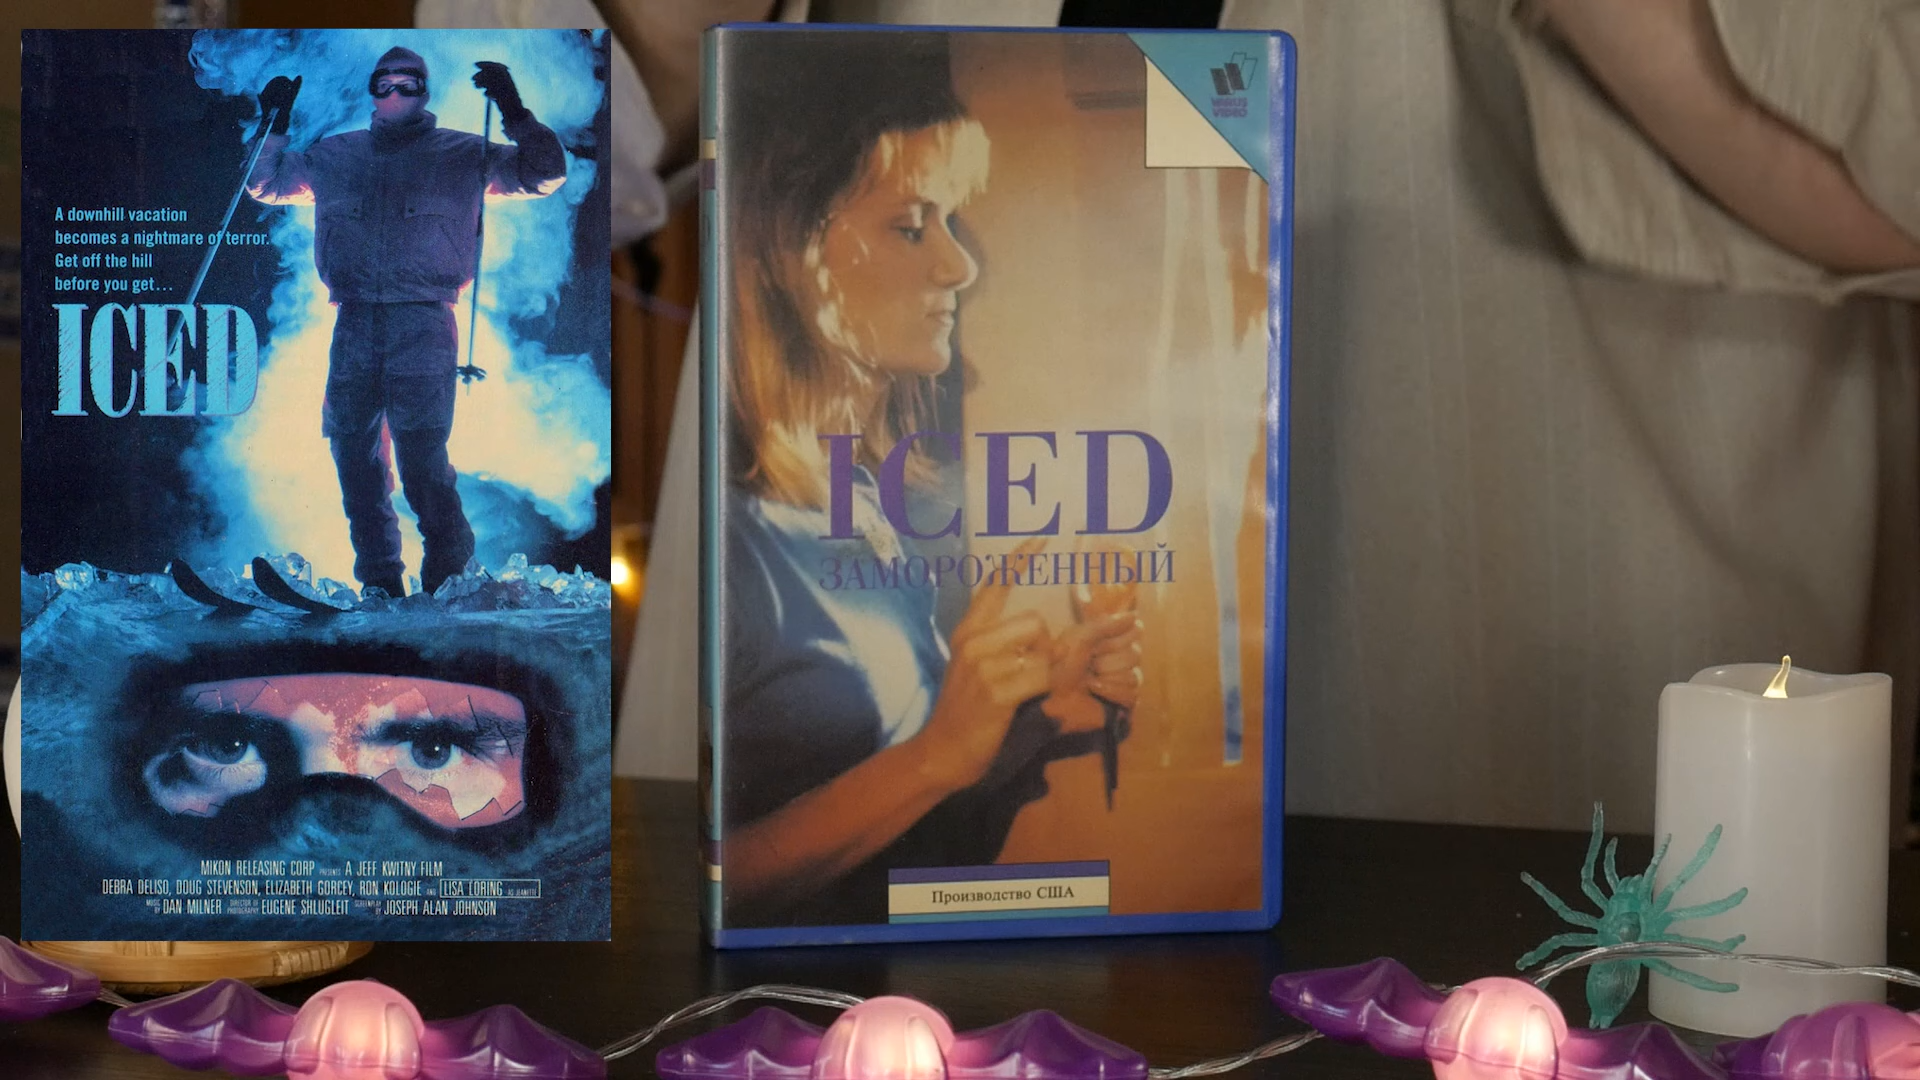 A downhill vacation
becomes a nightmare of terror.
Get off the hill
before you get...
ICED
MIKON RELEASING CORP PRESENTS A JEFF KWITNY FILM
DEBRA DELISO, DOUG STEVENSON, ELIZABETH GORCEY, RON KOLOGIE AND LISA LORING AS JEANETTE
MUSIC BY DAN MILNER DIRECTOR OF PHOTOGRAPHY EUGENE SHLUGLEIT SCREENPLAY BY JOSEPH ALAN JOHNSON
VIDEO
ICED
ЗАМОРОЖЕННЫЙ
Производство США